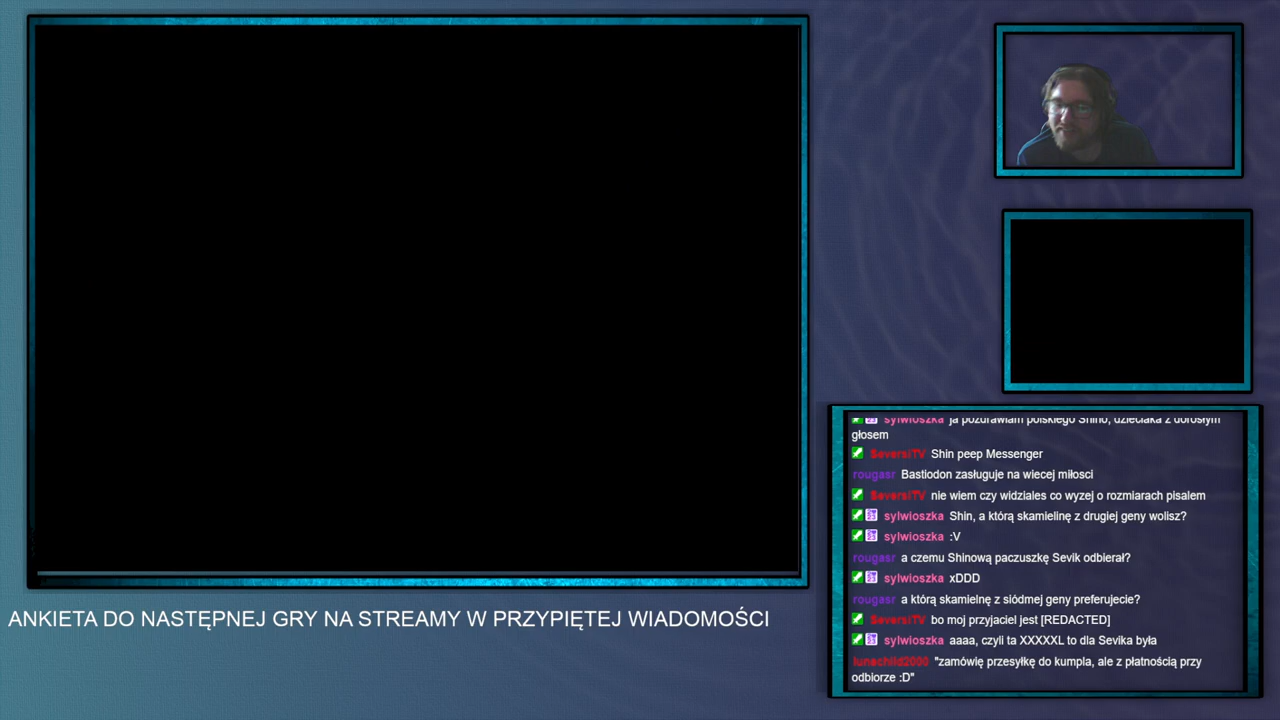 sylwioszka ja pozdrawiam polskiego Shino, dzieciaka z dorosłym
głosem
SeversiTV Shin peep Messenger
rougasr Bastiodon zasługuje na wiecej miłosci
SeversiTV nie wiem czy widziales co wyzej o rozmiarach pisalem
sylwioszka Shin, a którą skamielinę z drugiej geny wolisz?
sylwioszka :V
rougasr a czemu Shinową paczuszkę Sevik odbierał?
sylwioszka xDDD
rougasr a którą skamielnę z siódmej geny preferujecie?
SeversiTV bo moj przyjaciel jest [REDACTED]
sylwioszka aaaa, czyli ta XXXXXL to dla Sevika była
lunachild2000 "zamówię przesyłkę do kumpla, ale z płatnością przy
odbiorze :D"
ANKIETA DO NASTĘPNEJ GRY NA STREAMY W PRZYPIĘTEJ WIADOMOŚCI